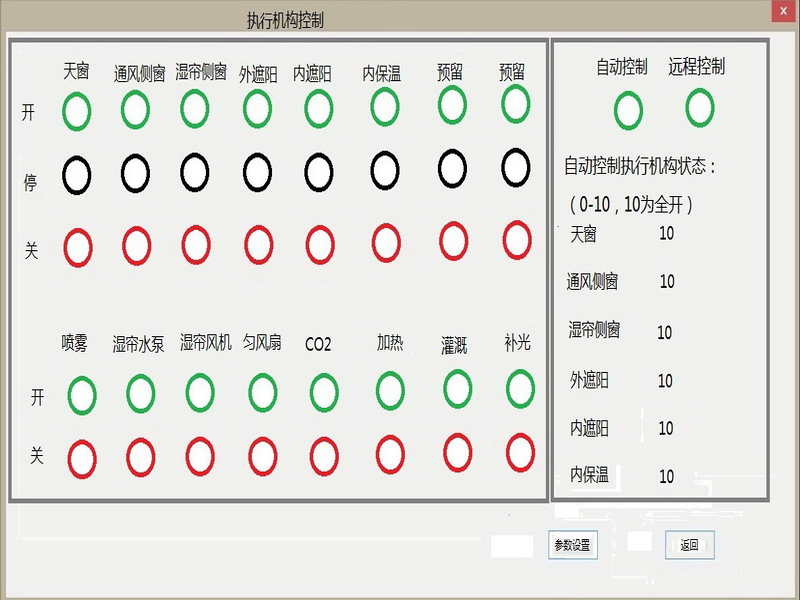 执行机构控制
x
天窗 通风侧窗 湿帘侧窗 外遮阳 内遮阳 内保温 预留 预留
开
停
关
喷雾 湿帘水泵 湿帘风机 匀风扇 CO2 加热 灌溉 补光
开
关
自动控制 远程控制
自动控制执行机构状态：
（0-10，10为全开）
天窗 10
通风侧窗 10
湿帘侧窗 10
外遮阳 10
内遮阳 10
内保温 10
参数设置 返回